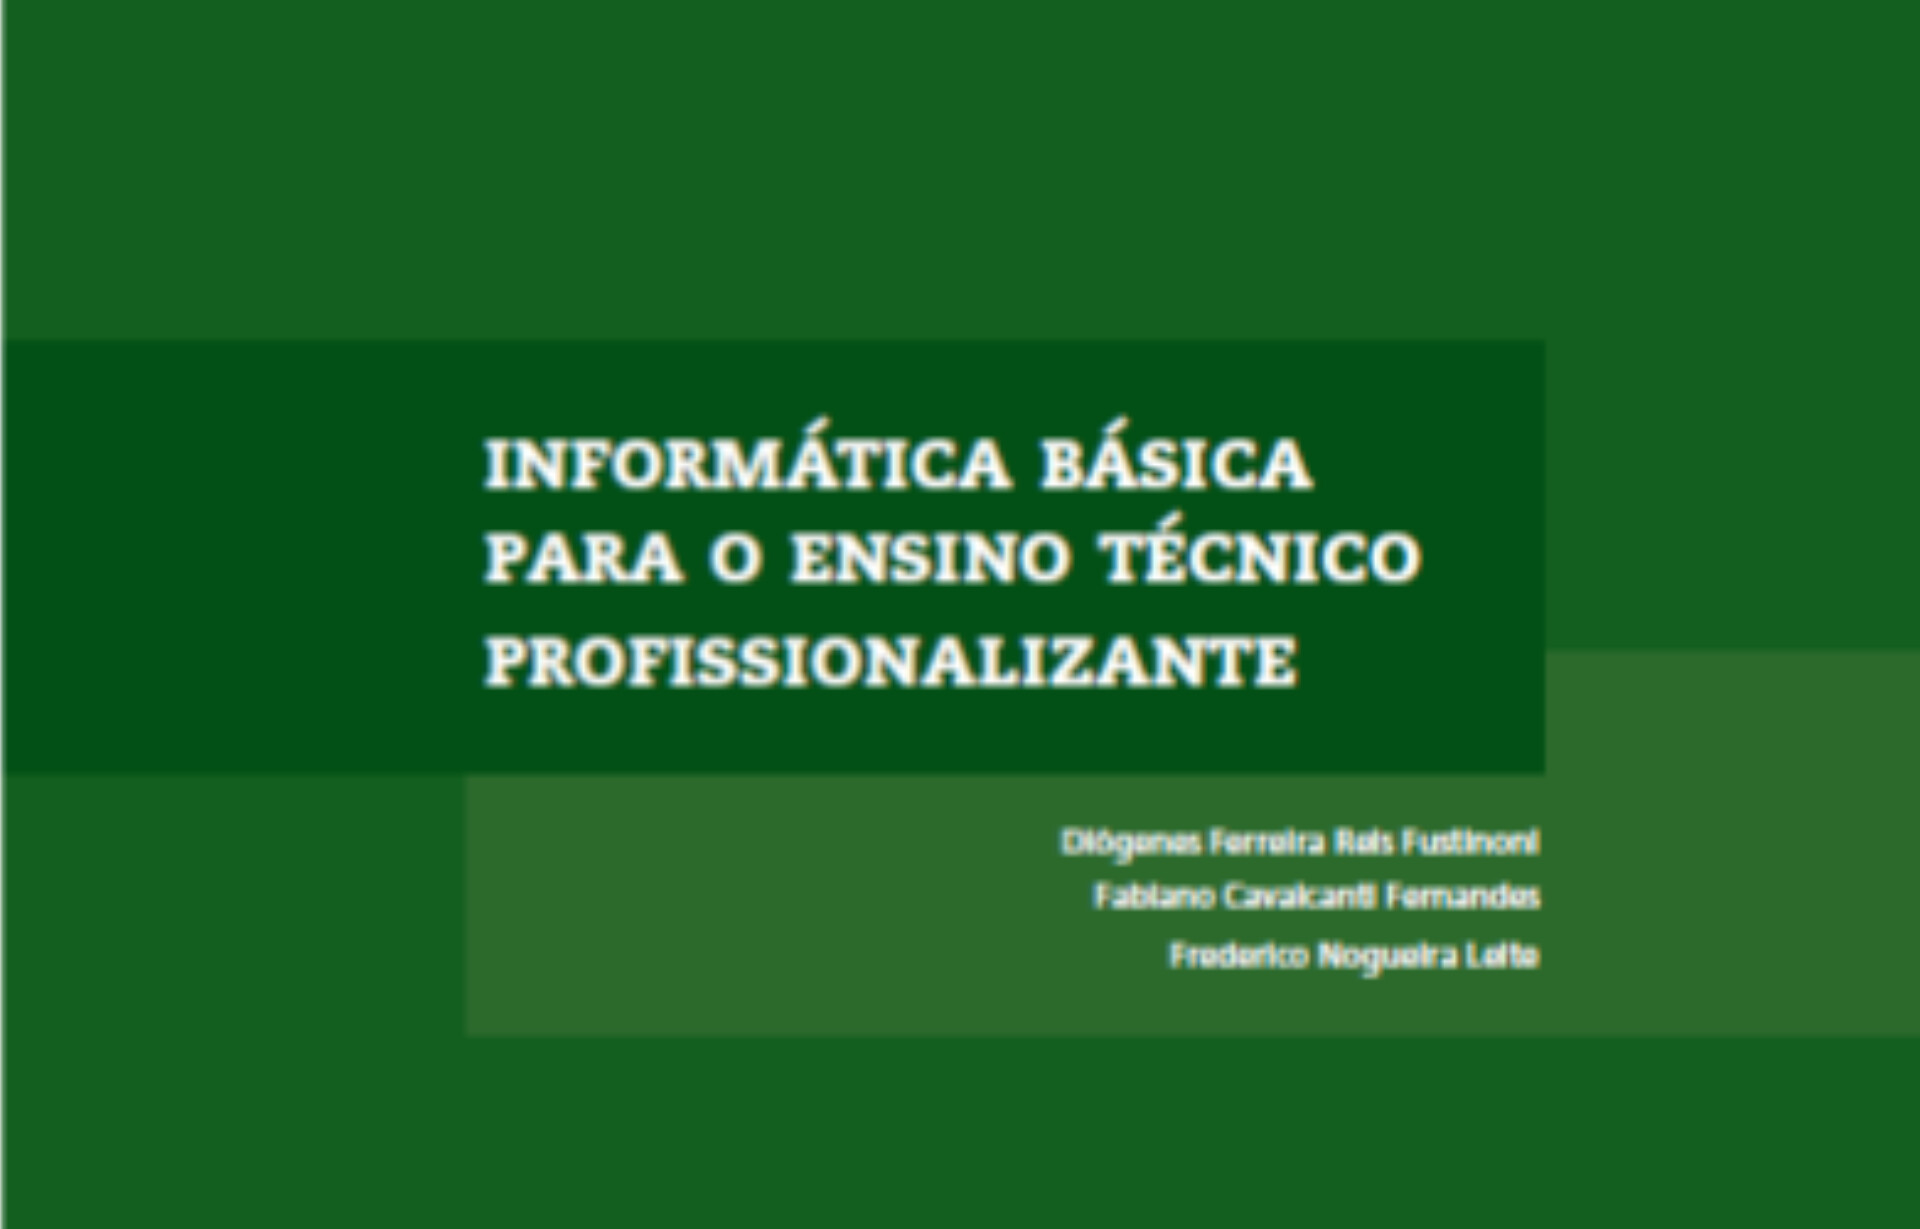 INFORMÁTICA BÁSICA
PARA O ENSINO TÉCNICO
PROFISSIONALIZANTE
Diógenes Ferreira Reis Fustinoni
Fabiano Cavalcanti Fernandes
Frederico Nogueira Leite